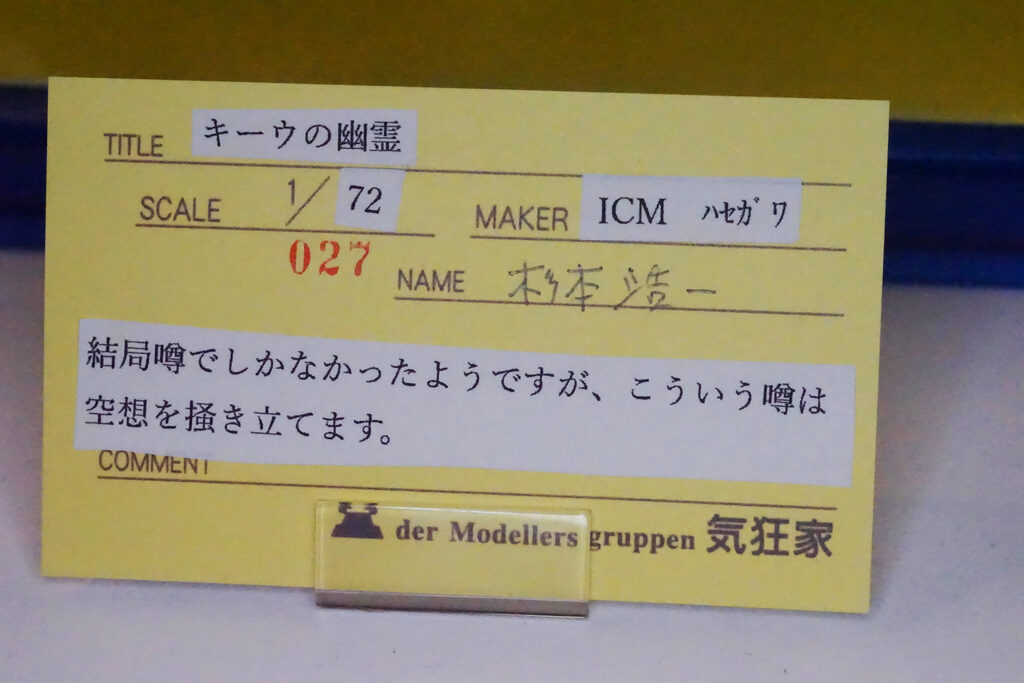 TITLE キーウの幽霊
SCALE 1/72 MAKER ICM ﾊｾｶﾞﾜ
027
NAME 杉本浩一
結局噂でしかなかったようですが、こういう噂は
空想を掻き立てます。
COMMENT
der Modellers gruppen 気狂家